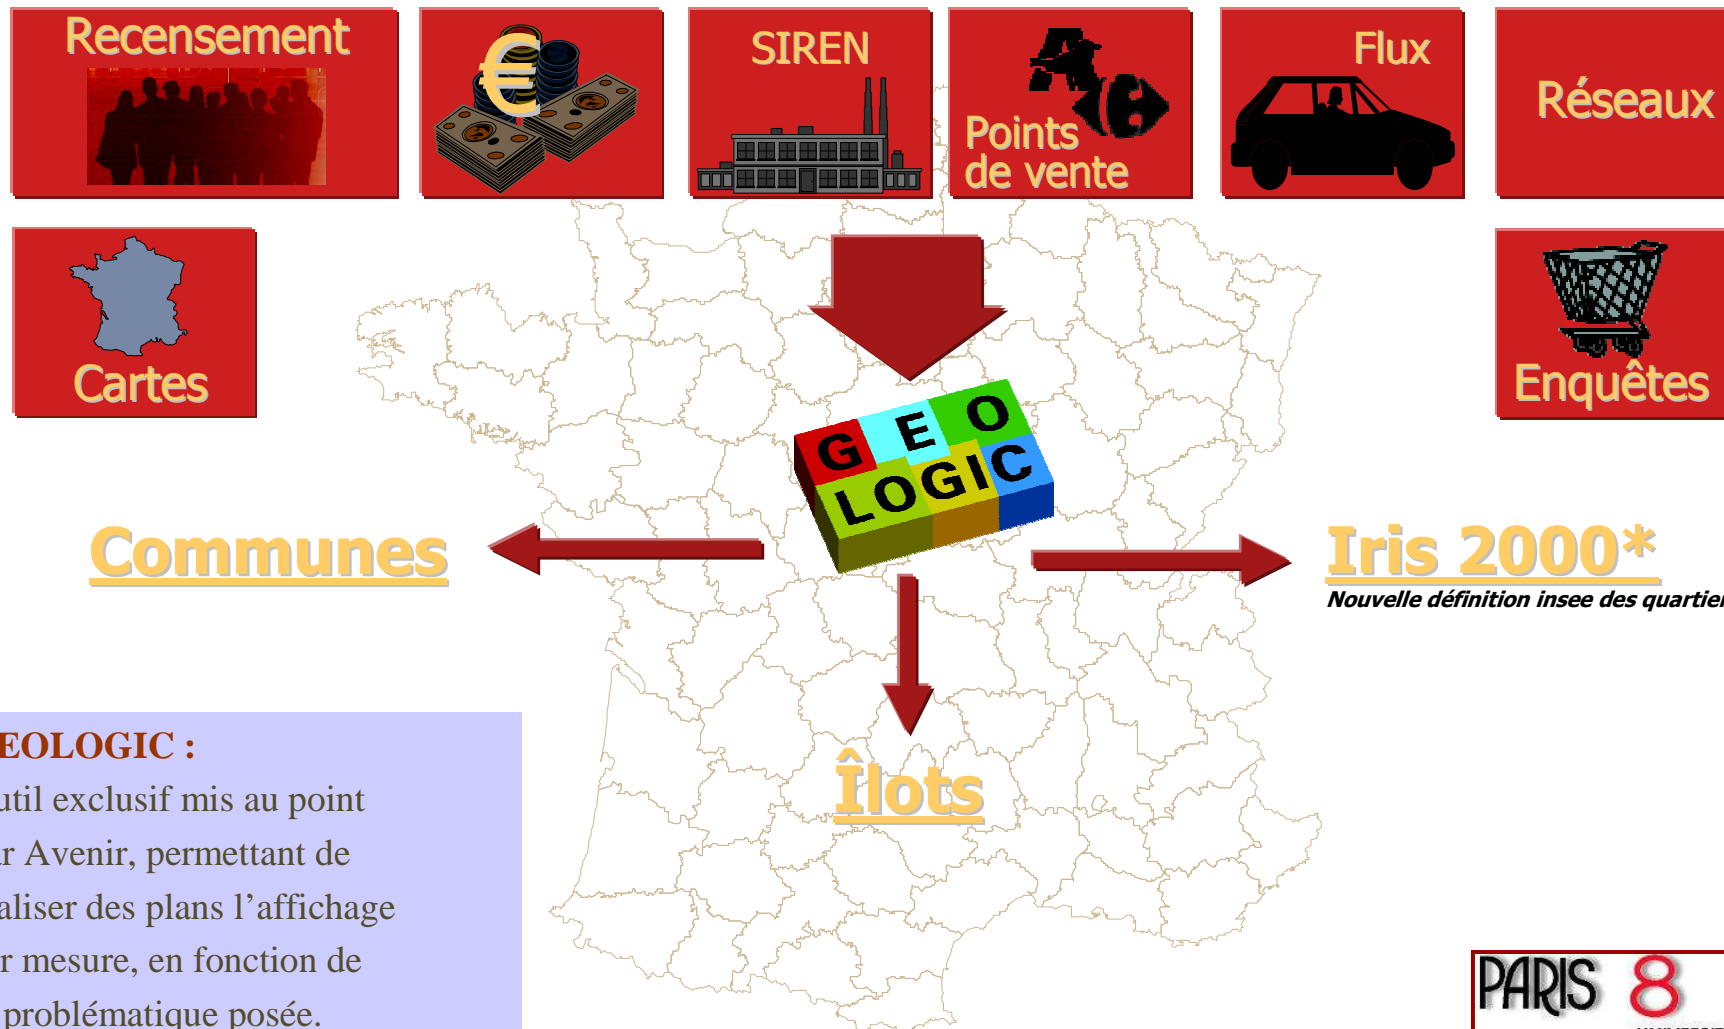 Recensement
€
SIREN
Points
de vente
Flux
Réseaux
Cartes
Enquêtes
GEO
LOGIC
Communes
Iris 2000*
Nouvelle définition insee des
Îlots
EOLOGIC :
util exclusif mis au point
Avenir, permettant de
aliser des plans l’affichage
mesure, en fonction de
problématique posée.
PARIS 8